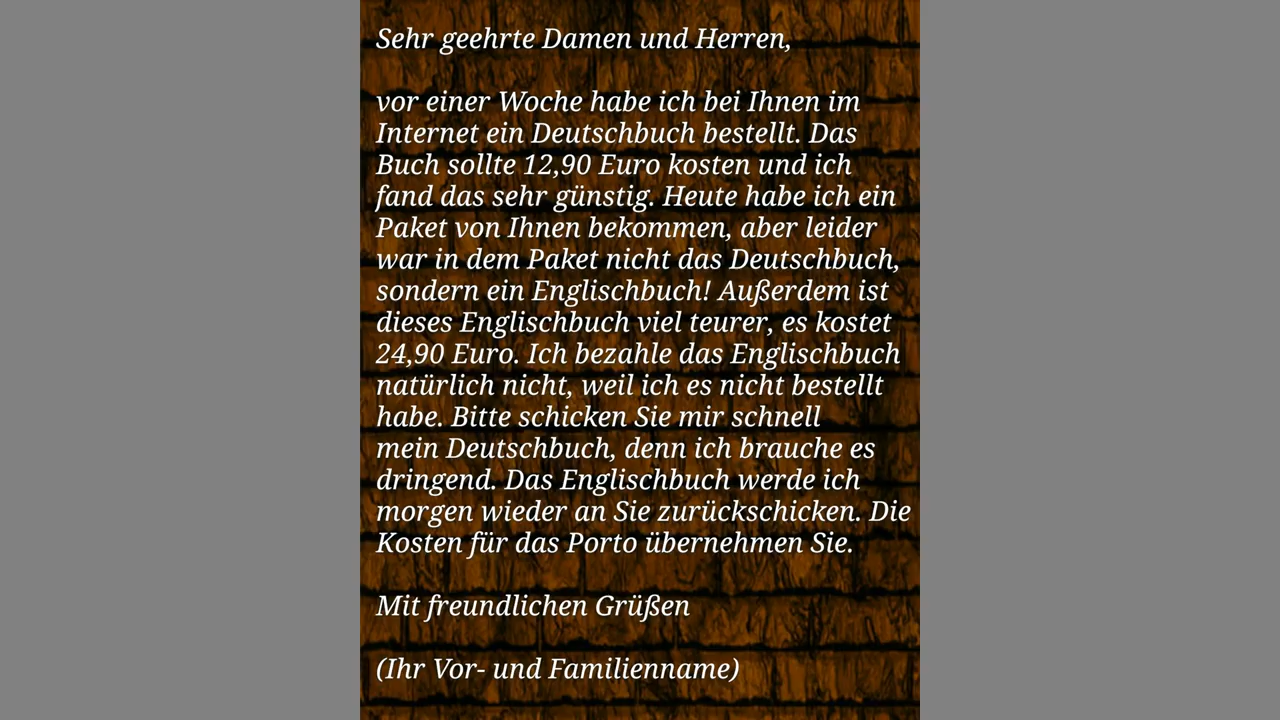 Sehr geehrte Damen und Herren,
vor einer Woche habe ich bei Ihnen im
Internet ein Deutschbuch bestellt. Das
Buch sollte 12,90 Euro kosten und ich
fand das sehr günstig. Heute habe ich ein
Paket von Ihnen bekommen, aber leider
war in dem Paket nicht das Deutschbuch,
sondern ein Englischbuch! Außerdem ist
dieses Englischbuch viel teurer, es kostet
24,90 Euro. Ich bezahle das Englischbuch
natürlich nicht, weil ich es nicht bestellt
habe. Bitte schicken Sie mir schnell
mein Deutschbuch, denn ich brauche es
dringend. Das Englischbuch werde ich
morgen wieder an Sie zurückschicken. Die
Kosten für das Porto übernehmen Sie.
Mit freundlichen Grüßen
(Ihr Vor- und Familienname)